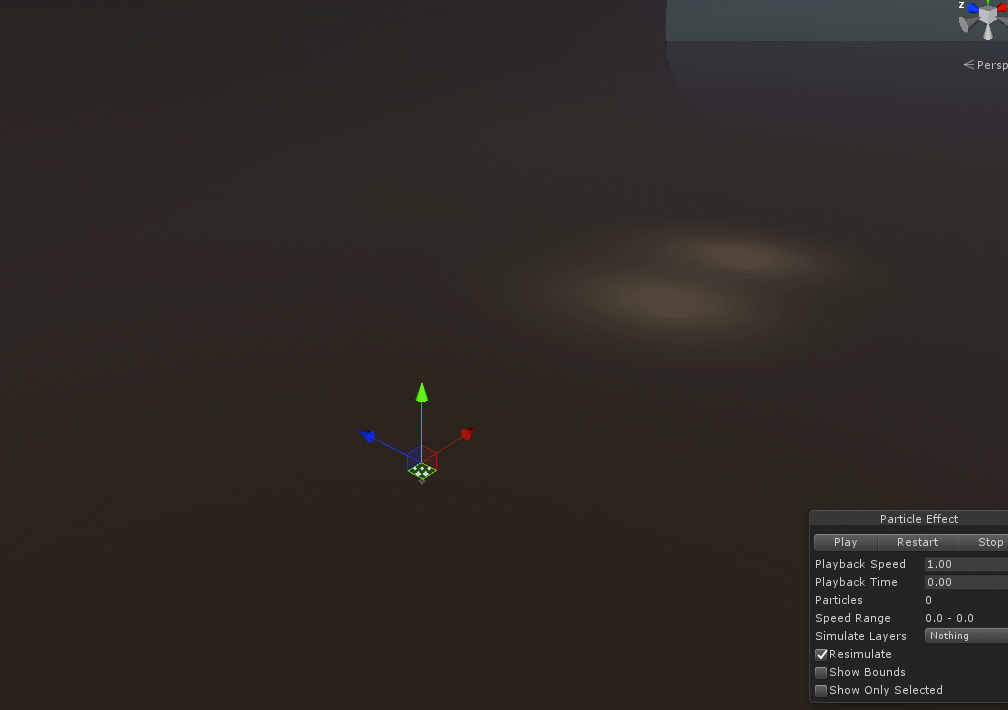 z
Persp
Particle Effect
Play Restart Stop
Playback Speed 1.00
Playback Time 0.00
Particles 0
Speed Range 0.0 - 0.0
Simulate Layers Nothing
Resimulate
Show Bounds
Show Only Selected